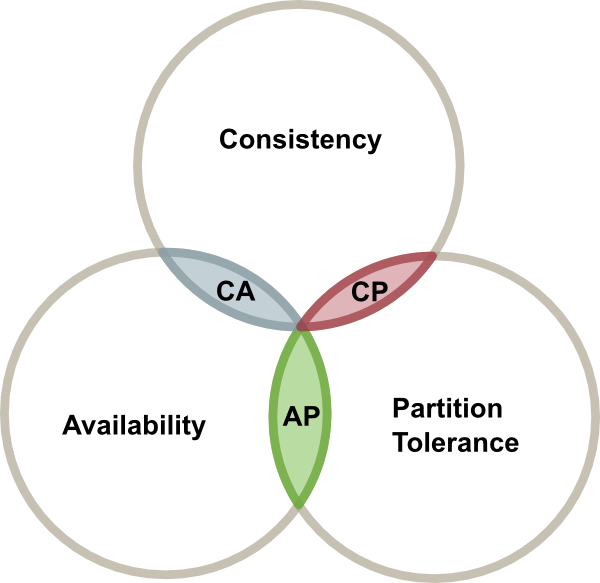 Consistency
CA
CP
Availability
AP
Partition
Tolerance